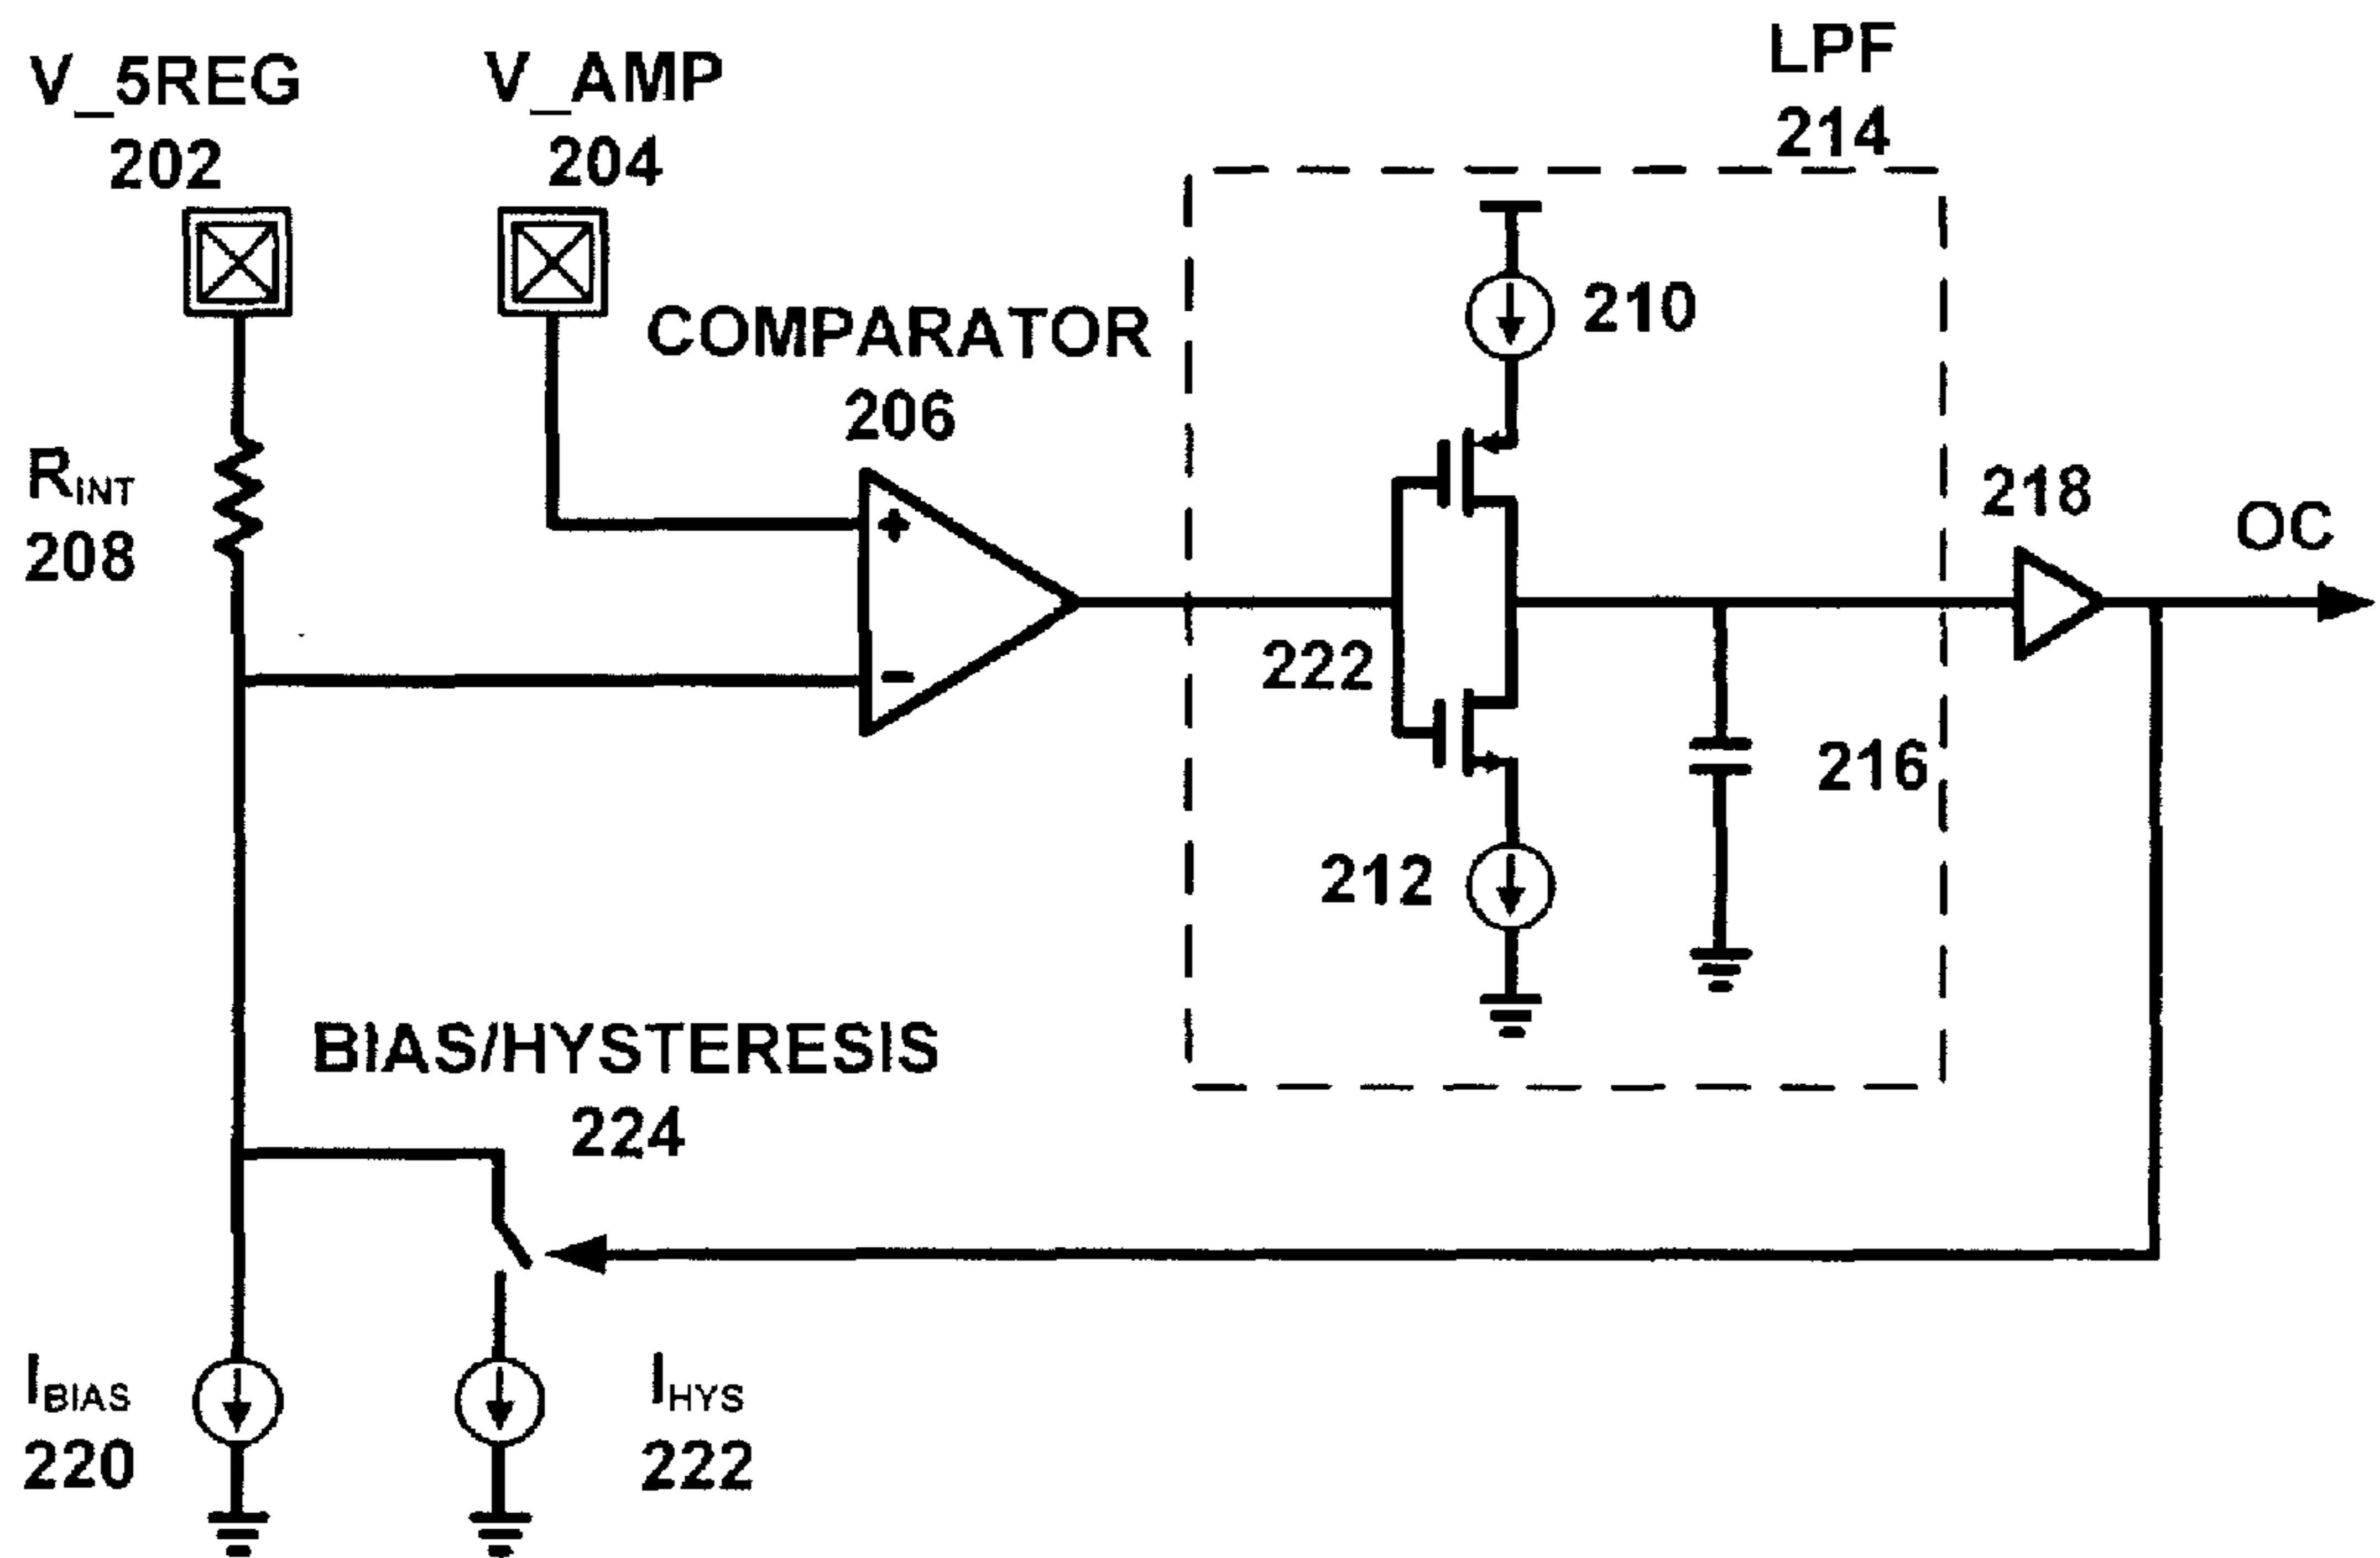 V_5REG
202
V_AMP
204
LPF
214
COMPARATOR
206
210
RINT
208
+
-
222
218
OC
216
212
BIAS/HYSTERESIS
224
IBIAS
220
IHYS
222